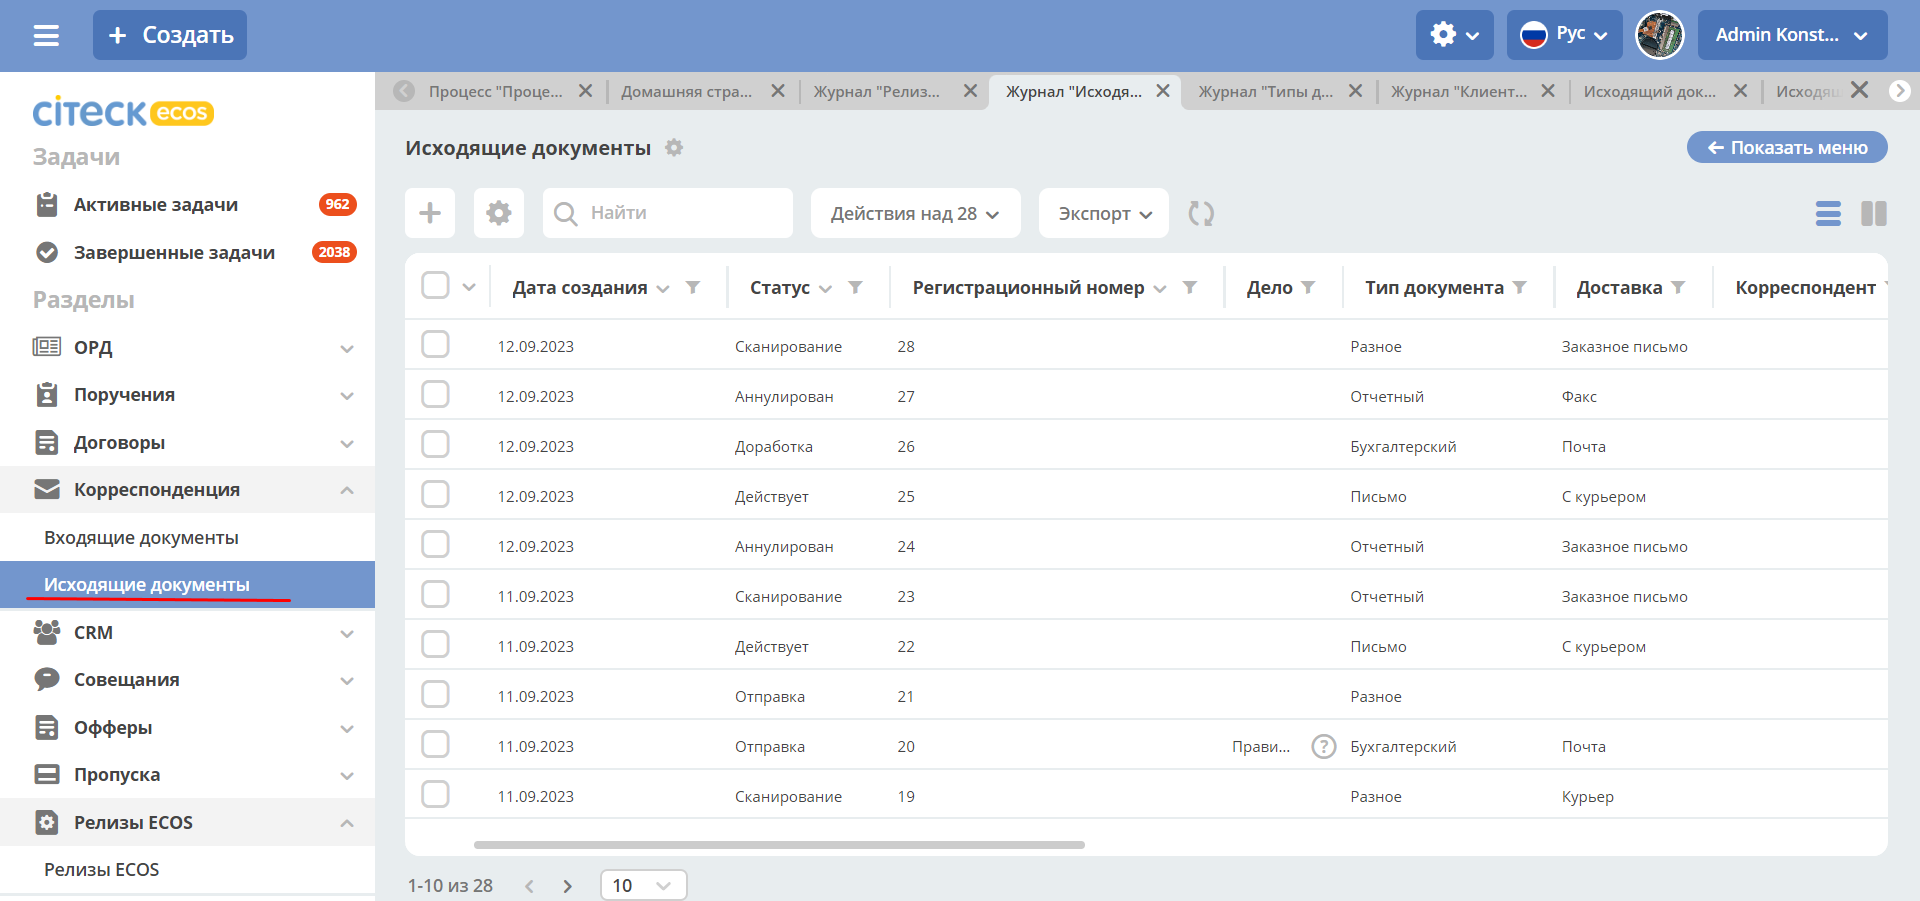 Создать
Рус
Admin Konst...
citeck ecos
Процесс "Проце...
Домашняя стра...
Журнал "Релиз...
Журнал "Исходя...
Журнал "Типы д...
Журнал "Клиент...
Исходящий док...
Исходящ
Задачи
Активные задачи 962
Завершенные задачи 2038
Разделы
ОРД
Поручения
Договоры
Корреспонденция
Входящие документы
Исходящие документы
CRM
Совещания
Офферы
Пропуска
Релизы ECOS
Релизы ECOS
Исходящие документы
Показать меню
Найти
Действия над 28
Экспорт
Дата создания Статус Регистрационный номер Дело Тип документа Доставка Корреспондент
12.09.2023 Сканирование 28 Разное Заказное письмо
12.09.2023 Аннулирован 27 Отчетный Факс
12.09.2023 Доработка 26 Бухгалтерский Почта
12.09.2023 Действует 25 Письмо С курьером
12.09.2023 Аннулирован 24 Отчетный Заказное письмо
11.09.2023 Сканирование 23 Отчетный Заказное письмо
11.09.2023 Действует 22 Письмо С курьером
11.09.2023 Отправка 21 Разное
11.09.2023 Отправка 20 Прави... ? Бухгалтерский Почта
11.09.2023 Сканирование 19 Разное Курьер
1-10 из 28
10